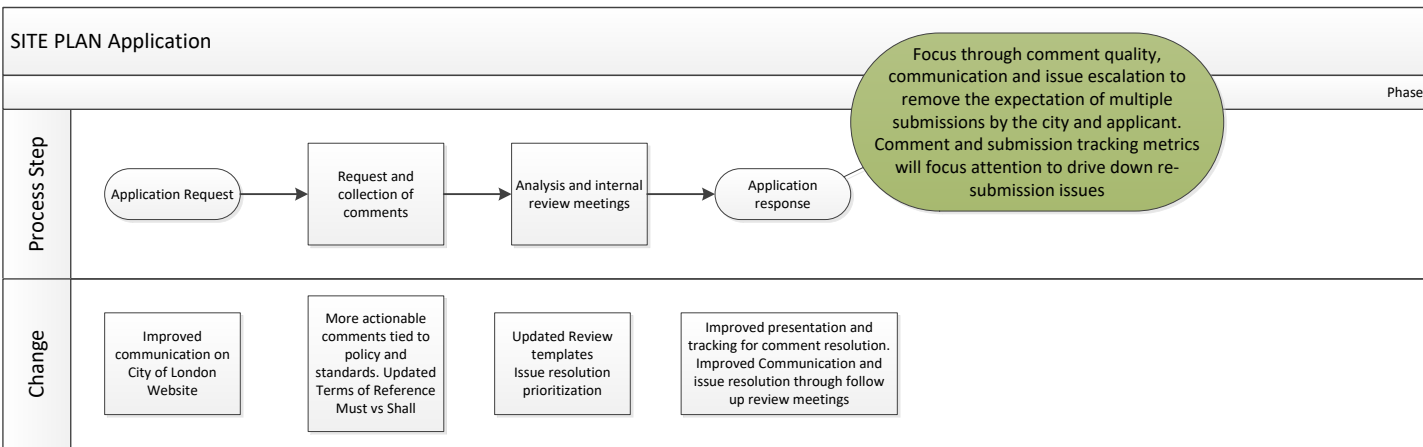 SITE PLAN Application
Focus through comment quality,
communication and issue escalation to
remove the expectation of multiple
submissions by the city and applicant.
Comment and submission tracking metrics
will focus attention to drive down re-
submission issues
Phase
Process Step
Application Request
Request and
collection of
comments
Analysis and internal
review meetings
Application
response
Change
Improved
communication on
City of London
Website
More actionable
comments tied to
policy and
standards. Updated
Terms of Reference
Must vs Shall
Updated Review
templates
Issue resolution
prioritization
Improved presentation and
tracking for comment resolution.
Improved Communication and
issue resolution through follow
up review meetings